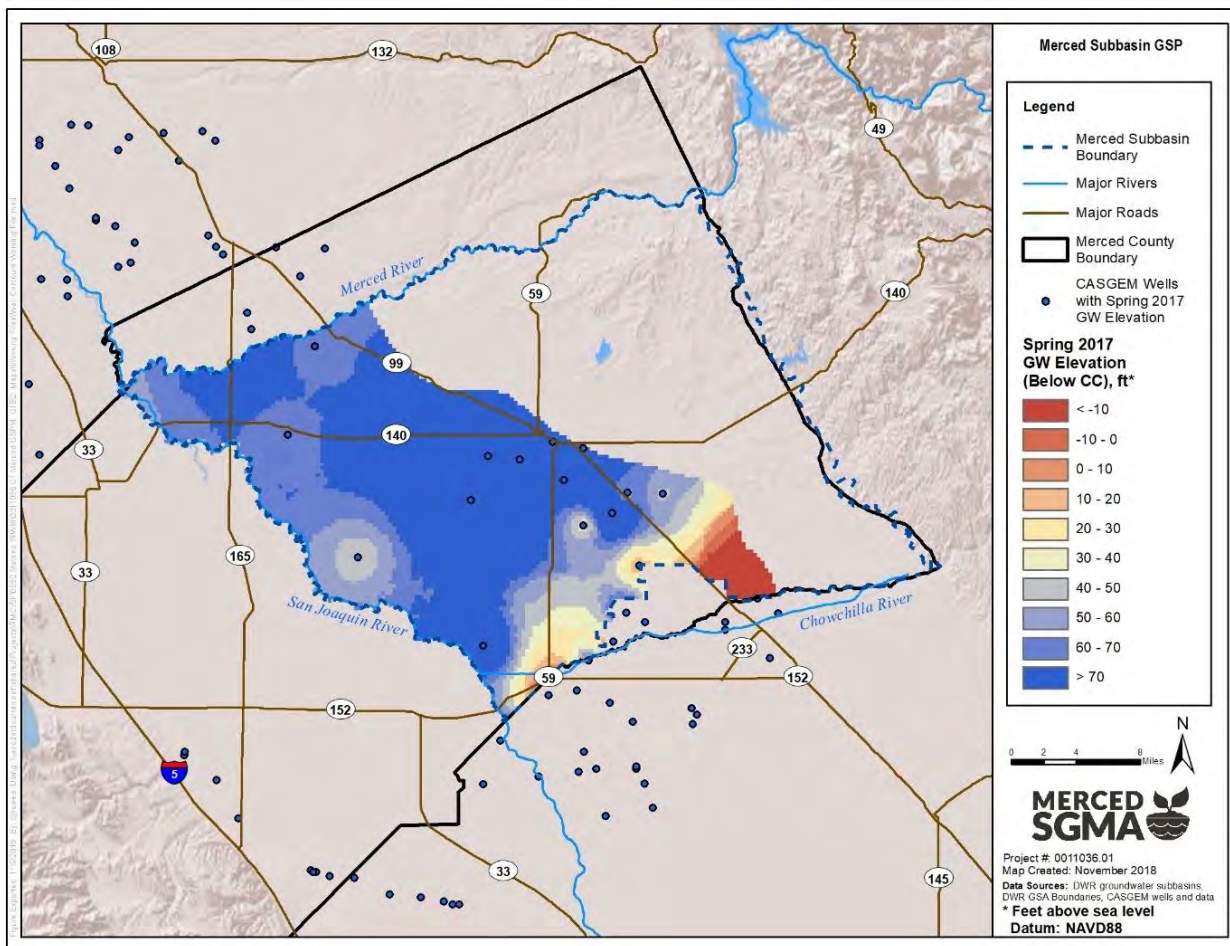 Merced Subbasin GSP
Legend
Merced Subbasin
Boundary
Major Rivers
Major Roads
Merced County
Boundary
CASGEM Wells
with Spring 2017
GW Elevation
Spring 2017
GW Elevation
(Below CC), ft*
< -10
-10 - 0
0 - 10
10 - 20
20 - 30
30 - 40
40 - 50
50 - 60
60 - 70
> 70
N
0 2 4 8
Miles
MERCED
SGMA
Project #: 0011036.01
Map Created: November 2018
Data Sources: DWR groundwater subbasins,
DWR GSA Boundaries, CASGEM wells and data
* Feet above sea level
Datum: NAVD88
108
132
49
Merced River
59
140
99
140
33
165
33
San Joaquin River
Chowchilla River
233
59
152
152
5
33
145